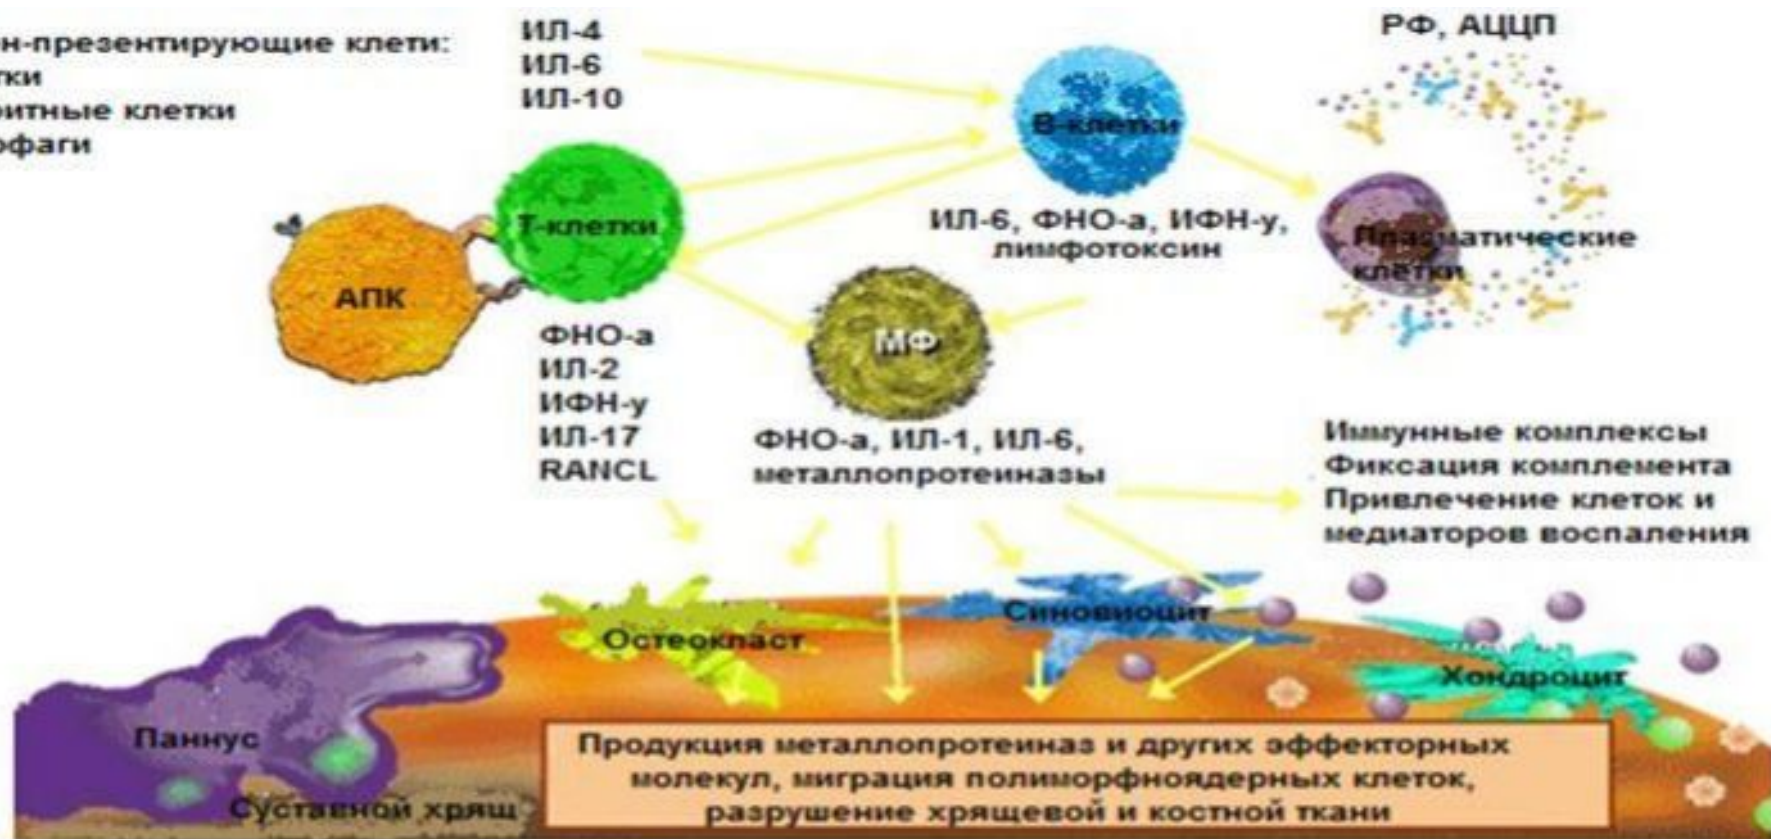 н-презентирующие клети:
тки
ритные клетки
офаги
ИЛ-4
ИЛ-6
ИЛ-10
РФ, АЦЦП
В-клетки
Т-клетки
АПК
ИЛ-6, ФНО-а, ИФН-у,
лимфотоксин
Плазматические
клетки
МФ
ФНО-а
ИЛ-2
ИФН-у
ИЛ-17
RANCL
ФНО-а, ИЛ-1, ИЛ-6,
металлопротеиназы
Иммунные комплексы
Фиксация комплемента
Привлечение клеток и
медиаторов воспаления
Остеокласт
Синовиоцит
Хондроцит
Паннус
Суставной хрящ
Продукция металлопротеиназ и других эффекторных
молекул, миграция полиморфноядерных клеток,
разрушение хрящевой и костной ткани